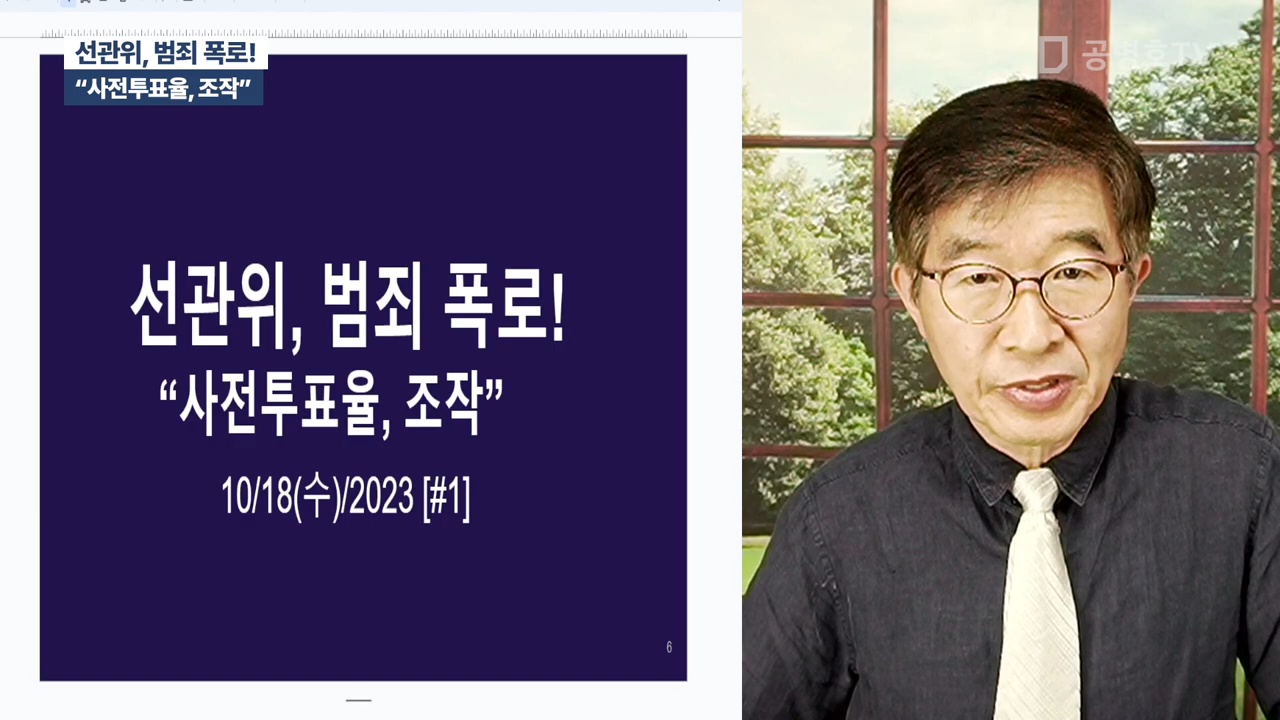 선관위, 범죄 폭로!
“사전투표율, 조작”
공병호TV
선관위, 범죄 폭로!
“사전투표율, 조작”
10/18(수)/2023 [#1]
6